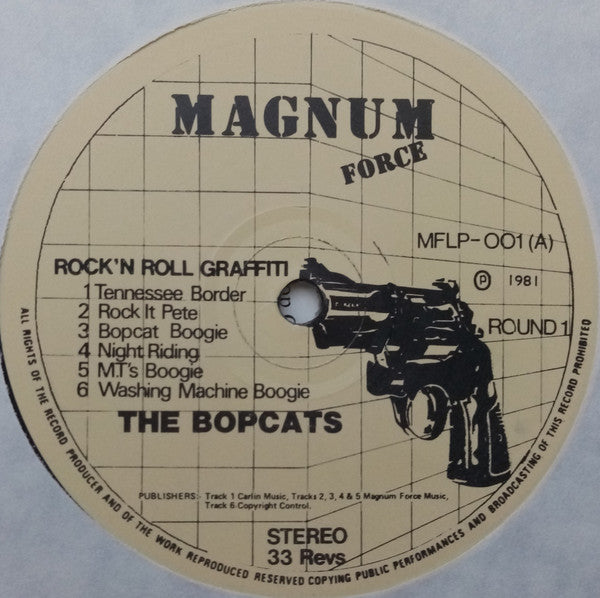 MAGNUM
FORCE
MFLP-001 (A)
ROCK'N ROLL GRAFFITI
℗ 1981
1 Tennessee Border
2 Rock It Pete
3 Bopcat Boogie
4 Night Riding
5 M.T's Boogie
6 Washing Machine Boogie
ROUND 1
THE BOPCATS
PUBLISHERS:- Track 1 Carlin Music, Tracks 2, 3, 4 & 5 Magnum Force Music,
Track 6 Copyright Control.
STEREO
33 Revs
ALL RIGHTS OF THE RECORD PRODUCER AND OF THE WORK REPRODUCED RESERVED COPYING PUBLIC PERFORMANCES AND BROADCASTING OF THIS RECORD PROHIBITED